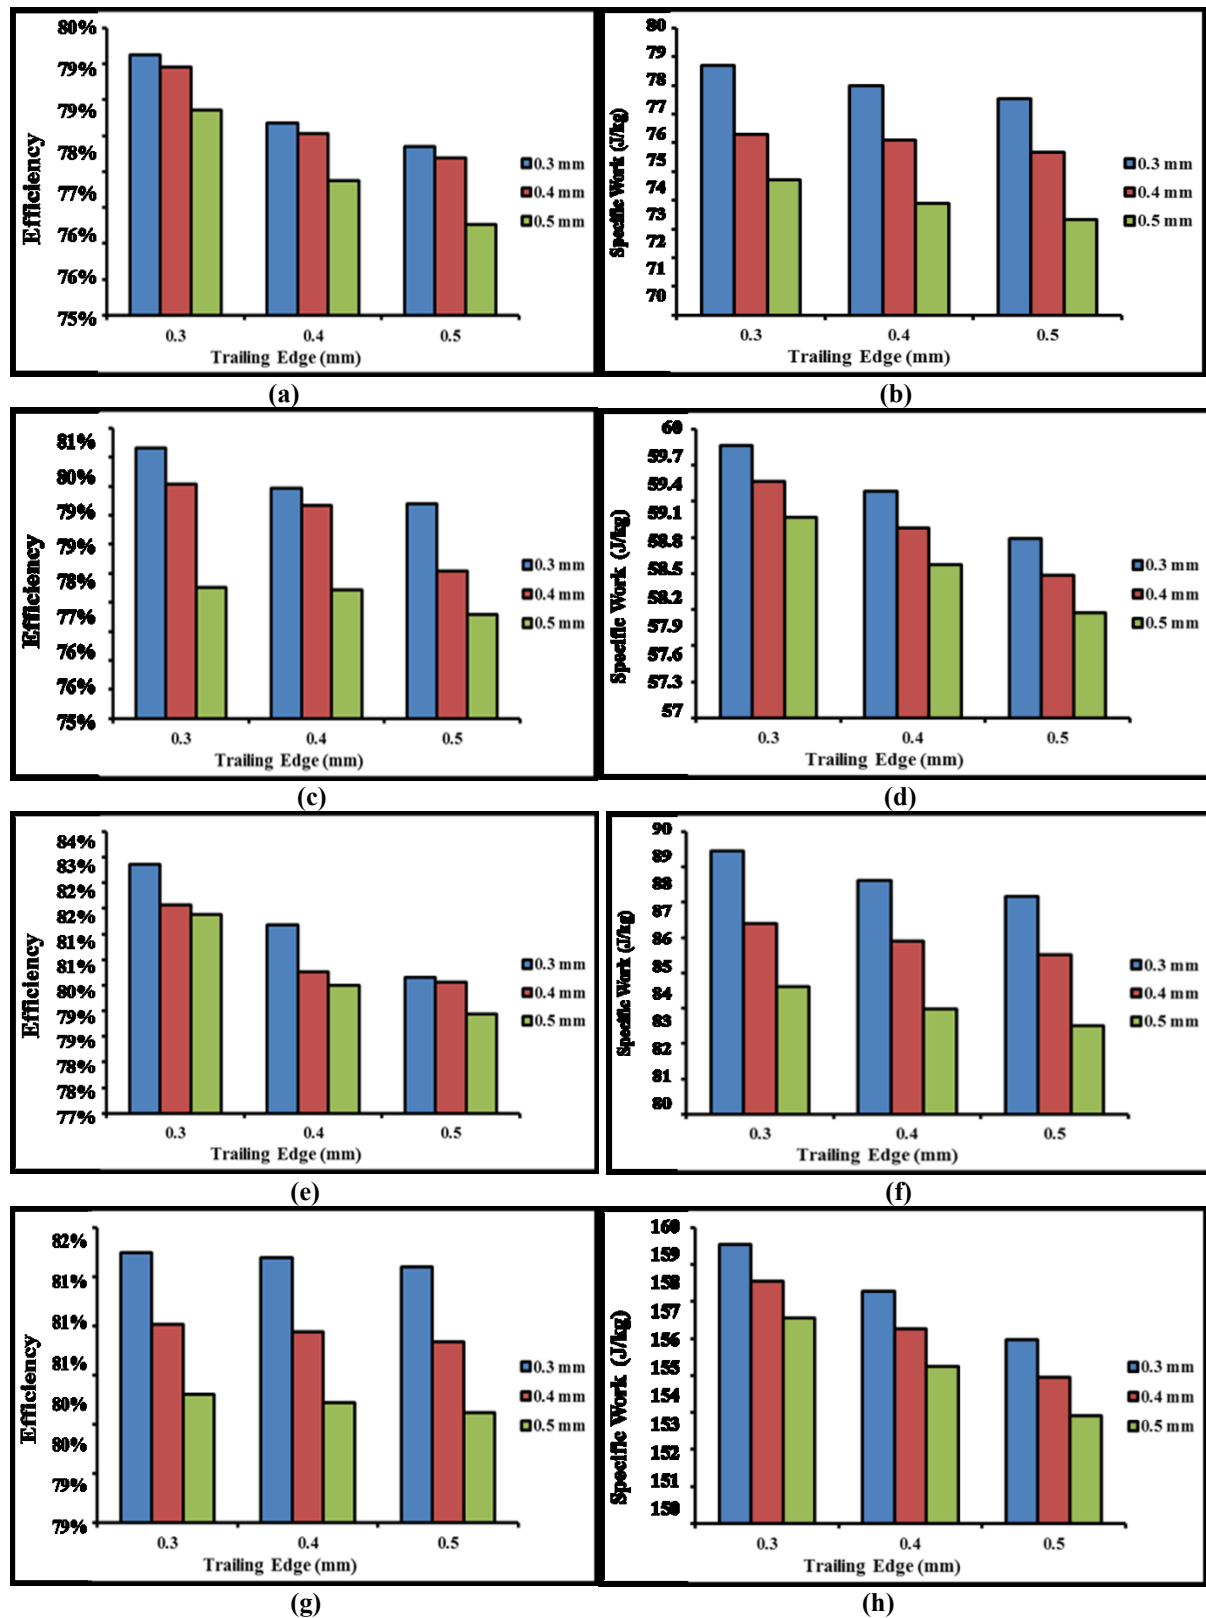 80%
79%
79%
78%
77%
76%
76%
75%
Efficiency
0.3
0.4
0.5
Trailing Edge (mm)
0.3 mm
0.4 mm
0.5 mm
(a)
80
79
78
77
76
75
74
73
72
71
70
Specific Work (J/kg)
0.3
0.4
0.5
Trailing Edge (mm)
0.3 mm
0.4 mm
0.5 mm
(b)
81%
80%
79%
79%
78%
77%
76%
76%
75%
Efficiency
0.3
0.4
0.5
Trailing Edge (mm)
0.3 mm
0.4 mm
0.5 mm
(c)
60
59.7
59.4
59.1
58.8
58.5
58.2
57.9
57.6
57.3
57
Specific Work (J/kg)
0.3
0.4
0.5
Trailing Edge (mm)
0.3 mm
0.4 mm
0.5 mm
(d)
84%
83%
82%
82%
81%
81%
80%
79%
79%
78%
78%
77%
Efficiency
0.3
0.4
0.5
Trailing Edge (mm)
0.3 mm
0.4 mm
0.5 mm
(e)
90
89
88
87
86
85
84
83
82
81
80
Specific Work (J/kg)
0.3
0.4
0.5
Trailing Edge (mm)
0.3 mm
0.4 mm
0.5 mm
(f)
82%
81%
81%
81%
80%
80%
79%
79%
Efficiency
0.3
0.4
0.5
Trailing Edge (mm)
0.3 mm
0.4 mm
0.5 mm
(g)
160
159
158
157
156
155
154
153
152
151
150
Specific Work (J/kg)
0.3
0.4
0.5
Trailing Edge (mm)
0.3 mm
0.4 mm
0.5 mm
(h)